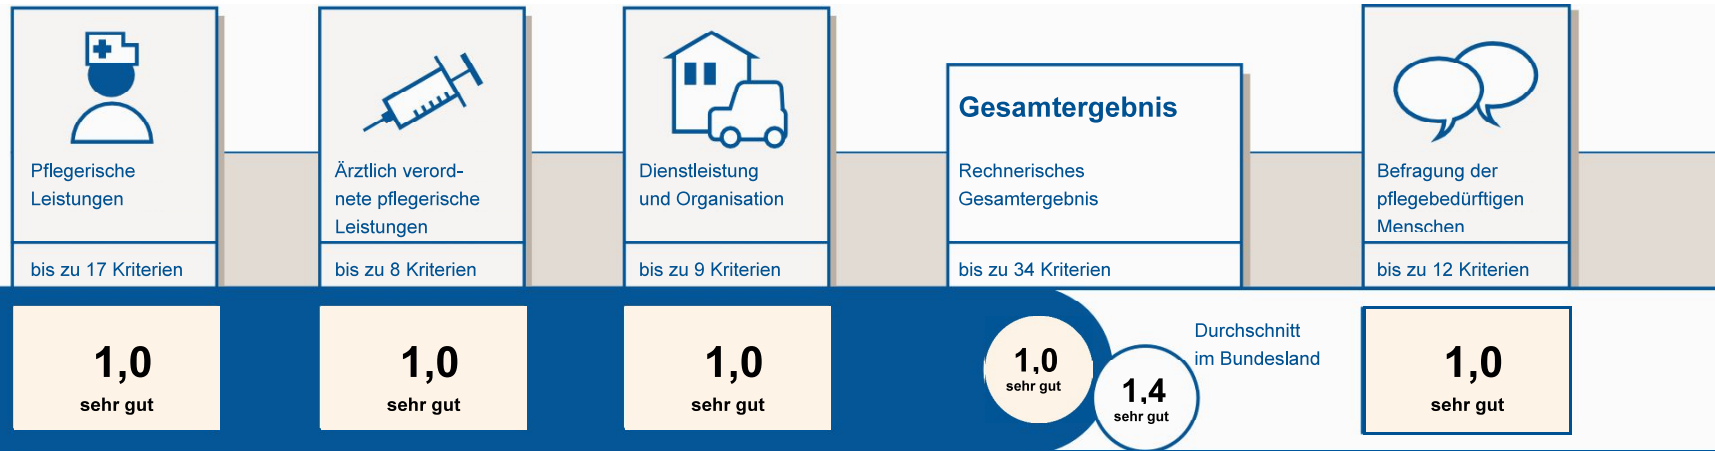 Pflegerische
Leistungen
bis zu 17 Kriterien
1,0
sehr gut
Ärztlich verord-
nete pflegerische
Leistungen
bis zu 8 Kriterien
1,0
sehr gut
Dienstleistung
und Organisation
bis zu 9 Kriterien
1,0
sehr gut
Gesamtergebnis
Rechnerisches
Gesamtergebnis
bis zu 34 Kriterien
1,0
sehr gut
1,4
sehr gut
Durchschnitt
im Bundesland
Befragung der
pflegebedürftigen
Menschen
bis zu 12 Kriterien
1,0
sehr gut